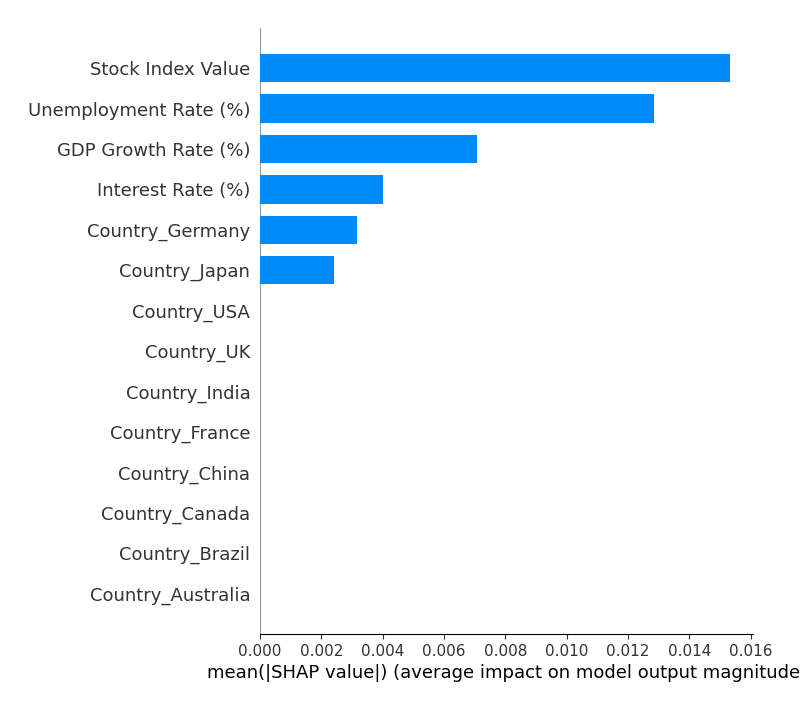 Stock Index Value
Unemployment Rate (%)
GDP Growth Rate (%)
Interest Rate (%)
Country_Germany
Country_Japan
Country_USA
Country_UK
Country_India
Country_France
Country_China
Country_Canada
Country_Brazil
Country_Australia
0.000 0.002 0.004 0.006 0.008 0.010 0.012 0.014 0.016
mean(|SHAP value|) (average impact on model output magnitude